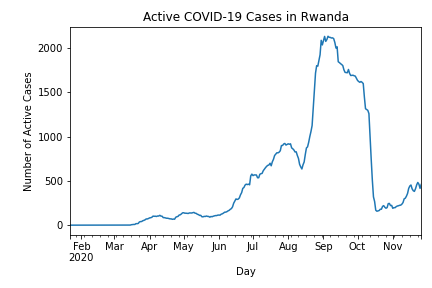 Active COVID-19 Cases in Rwanda
Number of Active Cases
2000
1500
1000
500
0
Feb Mar Apr May Jun Jul Aug Sep Oct Nov
2020
Day